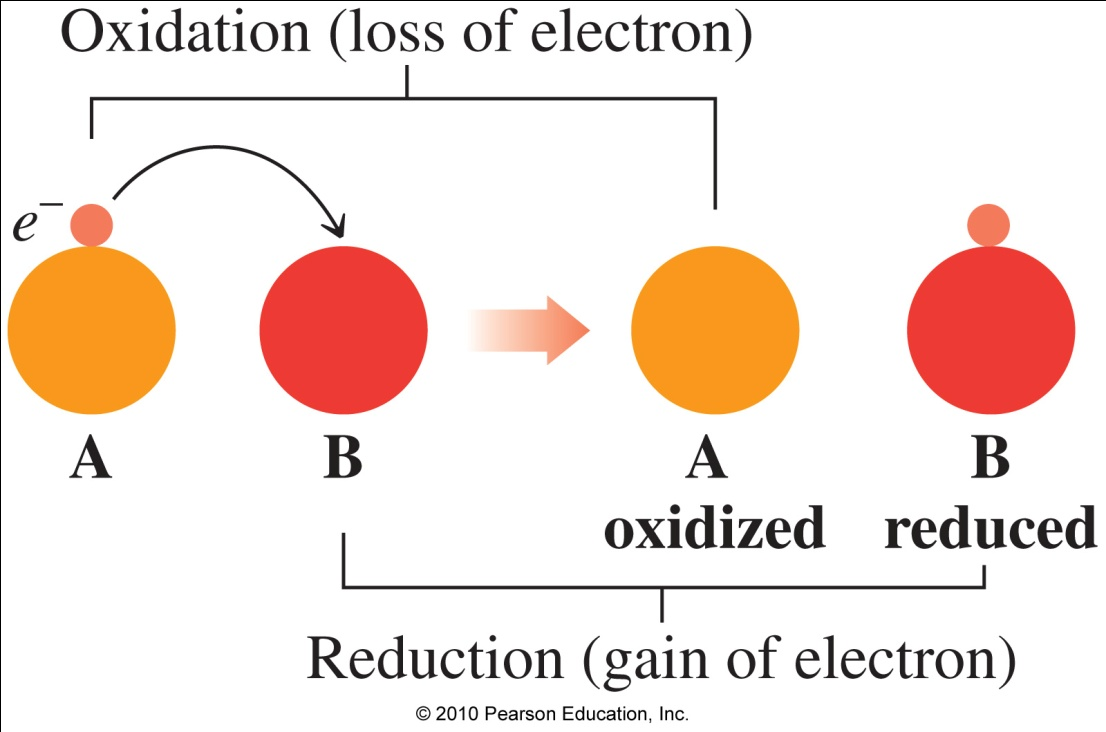 Oxidation (loss of electron)
e⁻
A B A B
oxidized reduced
Reduction (gain of electron)
© 2010 Pearson Education, Inc.